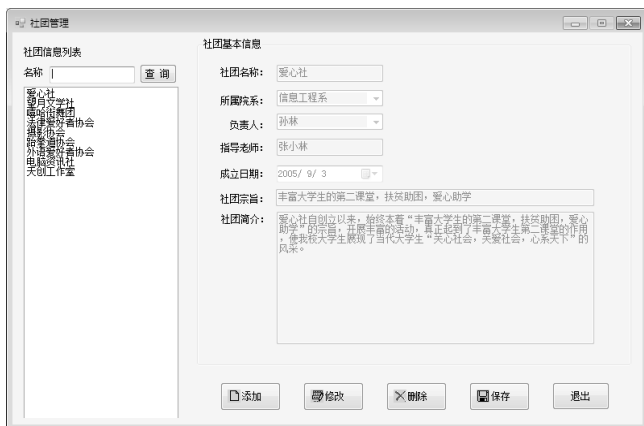 社团管理
社团信息列表
名称
查 询
爱心社
望月文学社
嘻哈街舞团
法律爱好者协会
摄影协会
跆拳道协会
外语爱好者协会
电脑资讯社
天创工作室
社团基本信息
社团名称： 爱心社
所属院系： 信息工程系
负责人： 孙林
指导老师： 张小林
成立日期： 2005/ 9/ 3
社团宗旨： 丰富大学生的第二课堂，扶贫助困，爱心助学
社团简介： 爱心社自创立以来，始终本着“丰富大学生的第二课堂，扶贫助困，爱心
助学”的宗旨，开展丰富的活动，真正起到了丰富大学生第二课堂的作用
，使我校大学生展现了当代大学生“关心社会，关爱社会，心系天下”的
风采。
添加 修改 删除 保存 退出